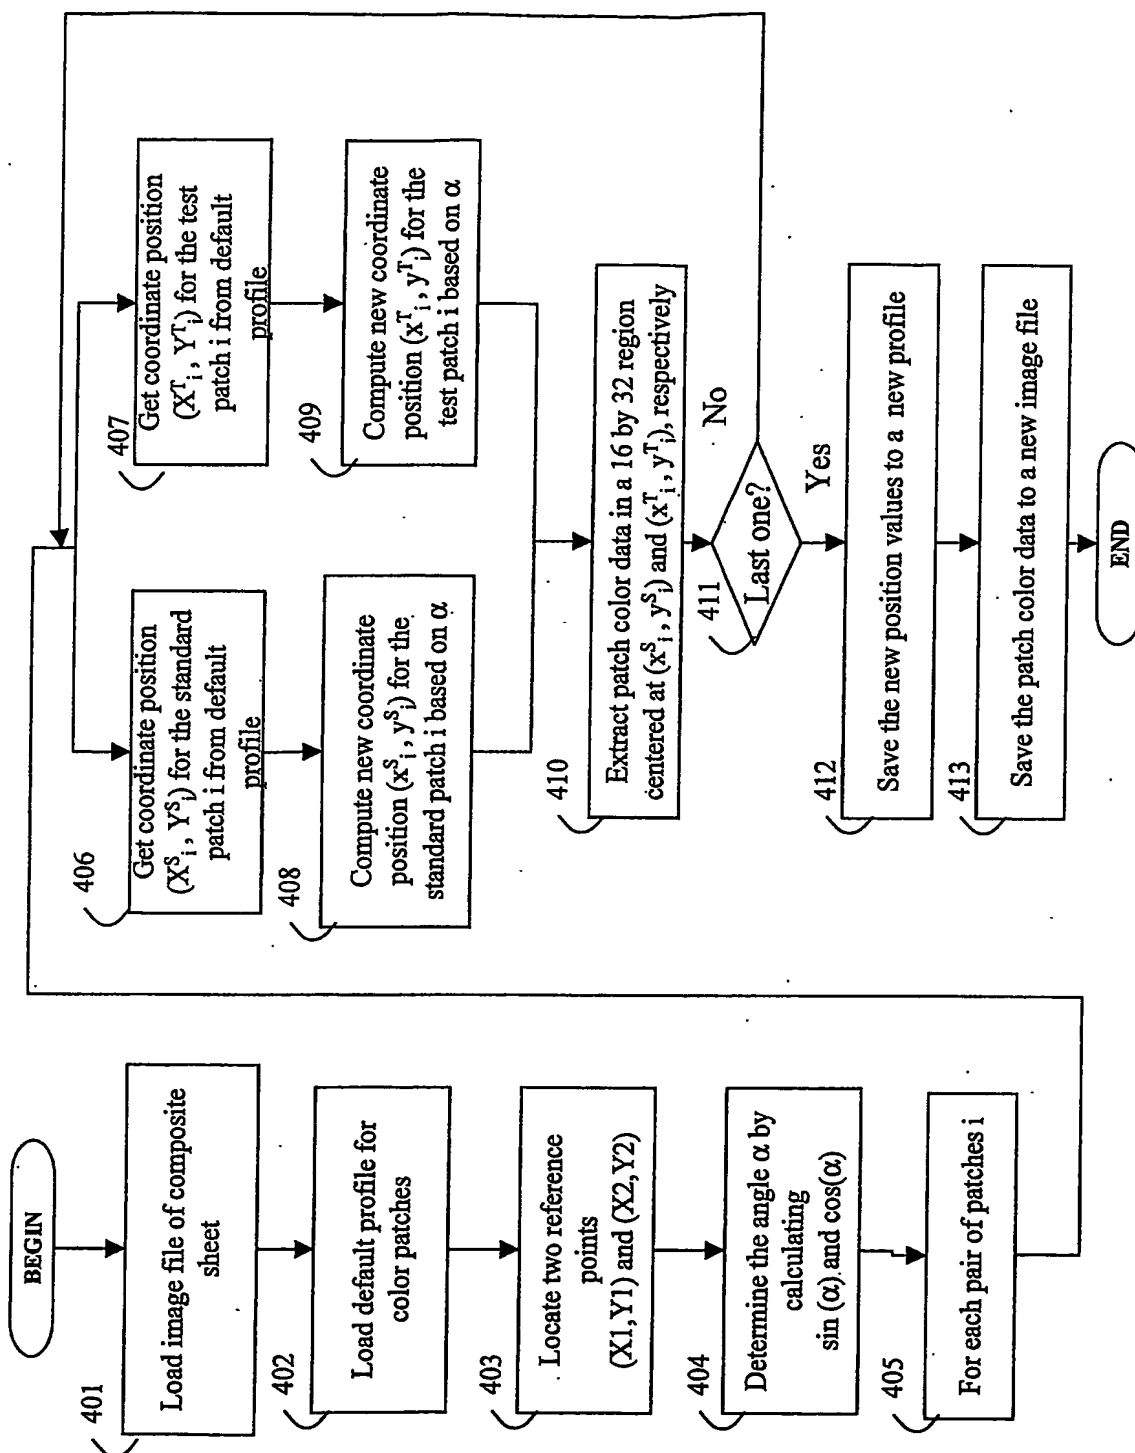 BEGIN
401
Load image file of composite
sheet
402
Load default profile for
color patches
403
Locate two reference
points
(X1,Y1) and (X2,Y2)
404
Determine the angle α by
calculating
sin (α) and cos(α)
405
For each pair of patches i
406
Get coordinate position
(X^S_i, Y^S_i) for the standard
patch i from default
profile
407
Get coordinate position
(X^T_i, Y^T_i) for the test
patch i from default
profile
408
Compute new coordinate
position (x^S_i, y^S_i) for the
standard patch i based on α
409
Compute new coordinate
position (x^T_i, y^T_i) for the
test patch i based on α
410
Extract patch color data in a 16 by 32 region
centered at (x^S_i, y^S_i) and (x^T_i, y^T_i), respectively
411
Last one?
No
Yes
412
Save the new position values to a new profile
413
Save the patch color data to a new image file
END